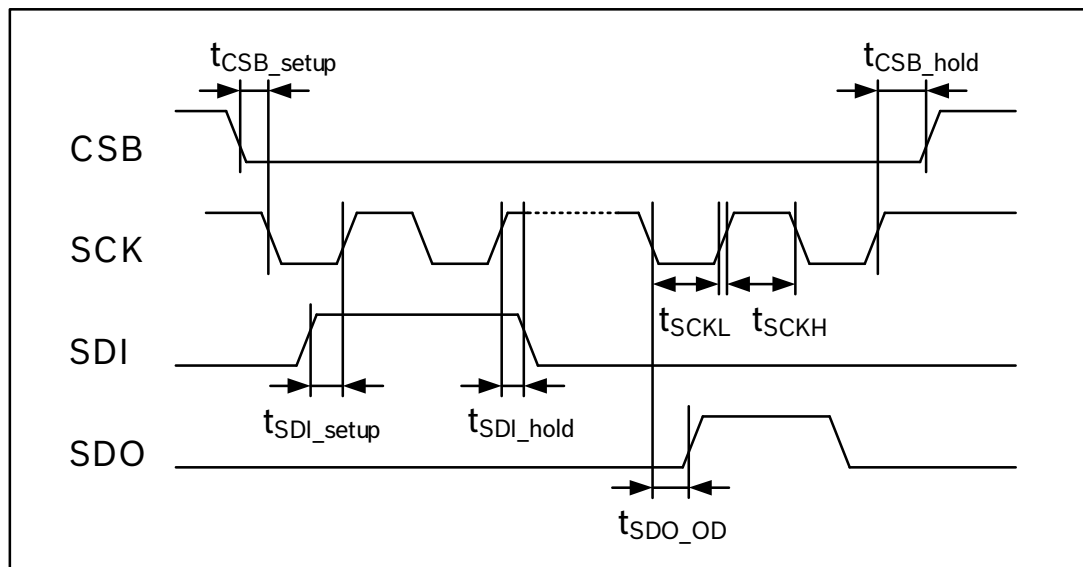 tCSB_setup
tCSB_hold
CSB
SCK
tSCKL
tSCKH
SDI
tSDI_setup
tSDI_hold
SDO
tSDO_OD